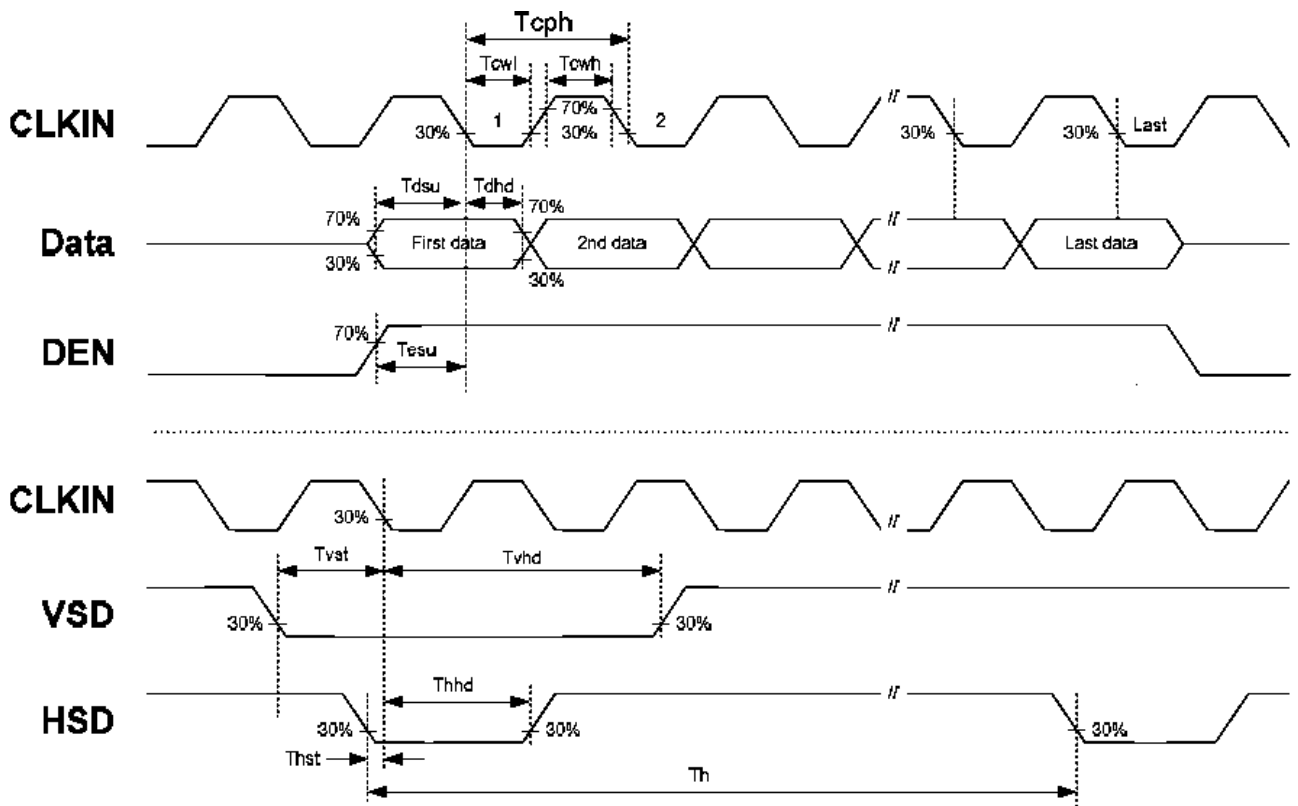 Tcph
Tcwl Tcwh
CLKIN 30% 1 70% 30% 2 30% 30% Last
Tdsu Tdhd
70% 70%
Data First data 2nd data Last data
30% 30%
DEN 70%
Tesu
CLKIN 30%
Tvst Tvhd
VSD 30% 30%
Thhd
HSD 30% 30% 30%
Thst
Th